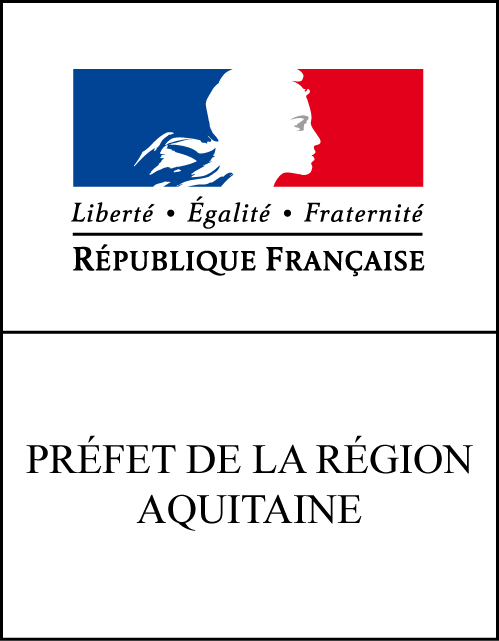 Liberté • Égalité • Fraternité
RÉPUBLIQUE FRANÇAISE
PRÉFET DE LA RÉGION
AQUITAINE